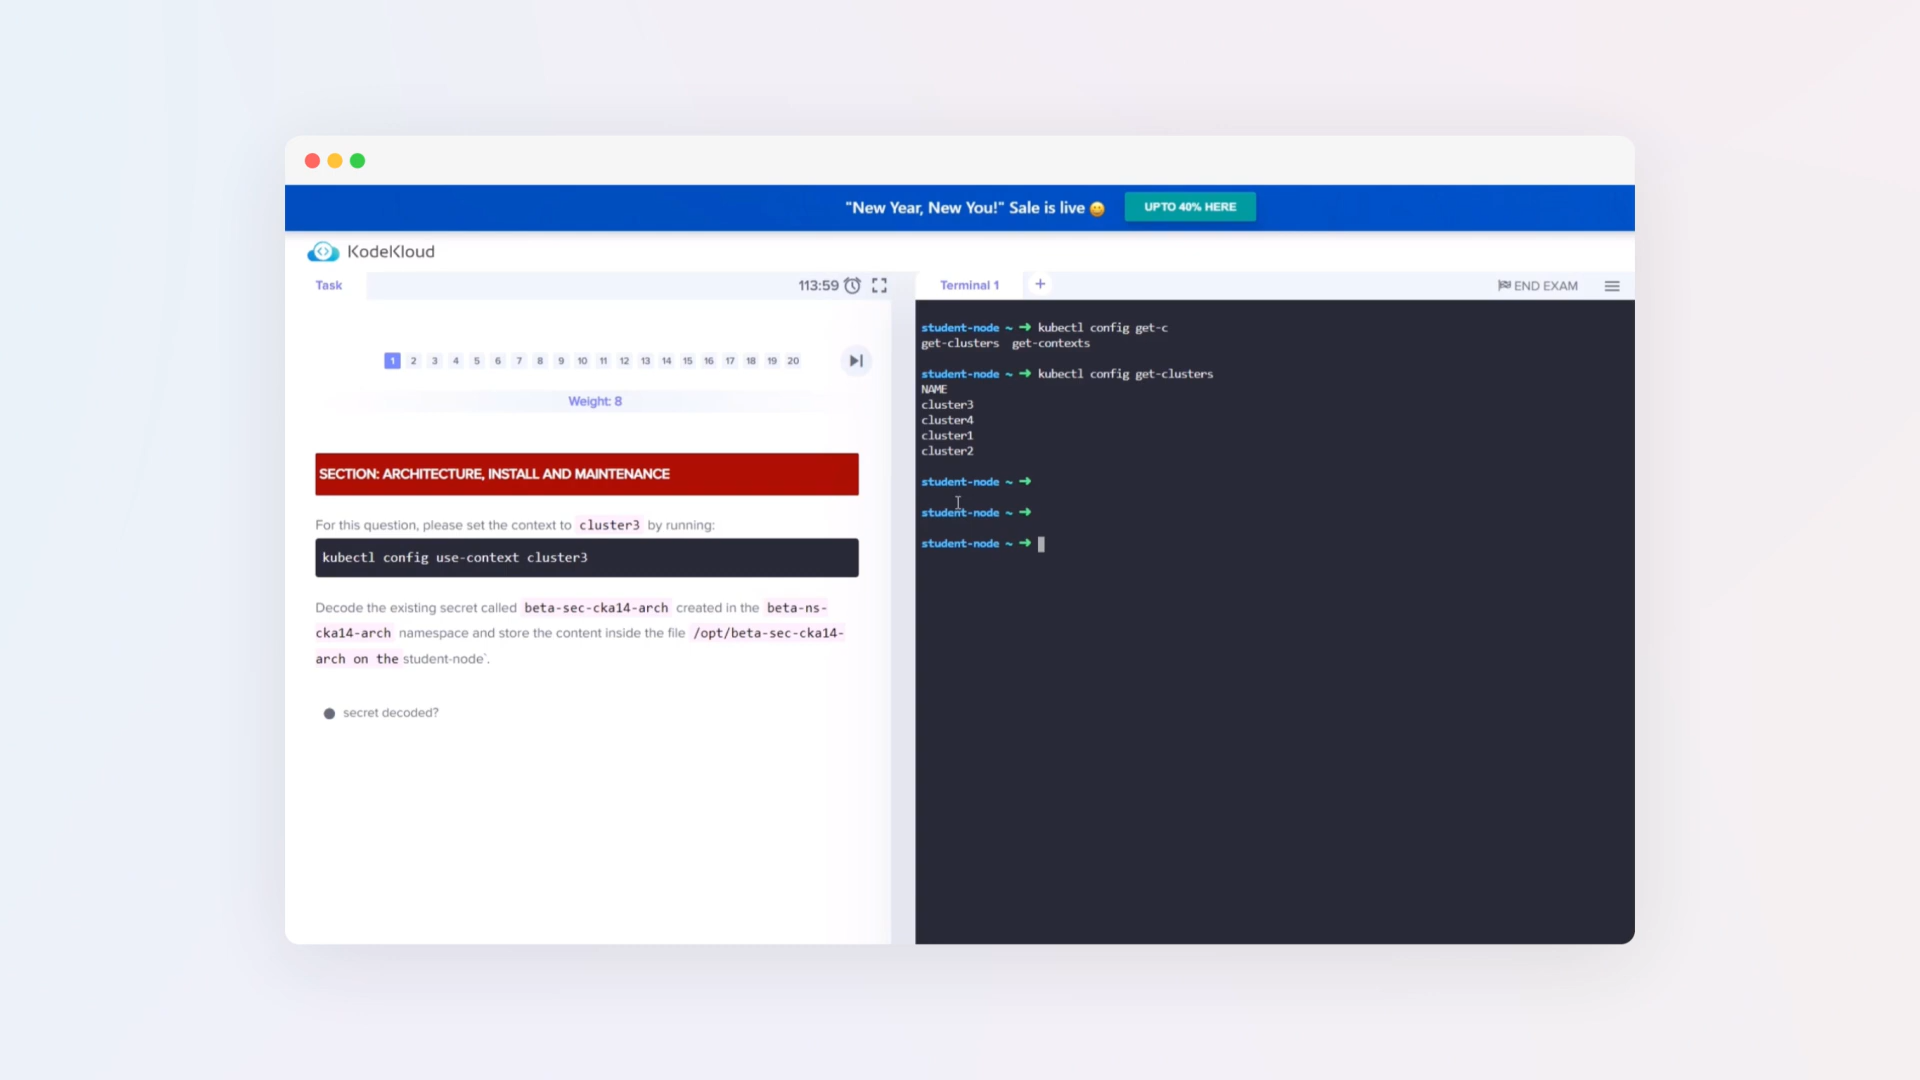 "New Year, New You!" Sale is live 😄 UPTO 40% HERE
KodeKloud
Task 113:59
1 2 3 4 5 6 7 8 9 10 11 12 13 14 15 16 17 18 19 20
Weight: 8
SECTION: ARCHITECTURE, INSTALL AND MAINTENANCE
For this question, please set the context to cluster3 by running:
kubectl config use-context cluster3
Decode the existing secret called beta-sec-cka14-arch created in the beta-ns-
cka14-arch namespace and store the content inside the file /opt/beta-sec-cka14-
arch on the student-node`.
secret decoded?
Terminal 1 + END EXAM
student-node ~ ➜ kubectl config get-c
get-clusters get-contexts
student-node ~ ➜ kubectl config get-clusters
NAME
cluster3
cluster4
cluster1
cluster2
student-node ~ ➜
student-node ~ ➜
student-node ~ ➜